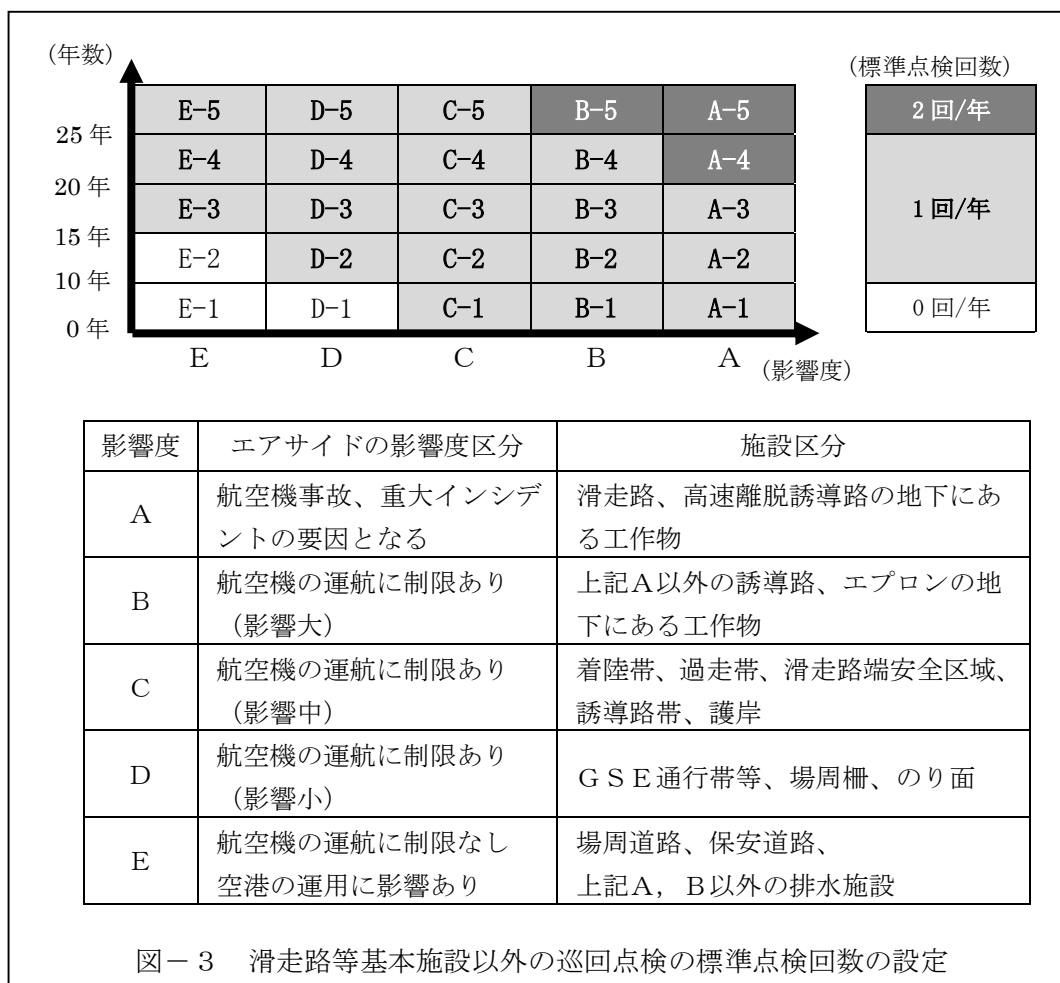 (年数)
(標準点検回数)
E-5 D-5 C-5 B-5 A-5 2回/年
25年
E-4 D-4 C-4 B-4 A-4
20年
E-3 D-3 C-3 B-3 A-3 1回/年
15年
E-2 D-2 C-2 B-2 A-2
10年
E-1 D-1 C-1 B-1 A-1 0回/年
0年
E D C B A (影響度)
影響度 エアサイドの影響度区分 施設区分
A
航空機事故、重大インシデ
ントの要因となる
滑走路、高速離脱誘導路の地下にあ
る工作物
B
航空機の運航に制限あり
(影響大)
上記A以外の誘導路、エプロンの地
下にある工作物
C
航空機の運航に制限あり
(影響中)
着陸帯、過走帯、滑走路端安全区域、
誘導路帯、護岸
D
航空機の運航に制限あり
(影響小)
GSE通行帯等、場周柵、のり面
E
航空機の運航に制限なし
空港の運用に影響あり
場周道路、保安道路、
上記A,B以外の排水施設
図-3 滑走路等基本施設以外の巡回点検の標準点検回数の設定